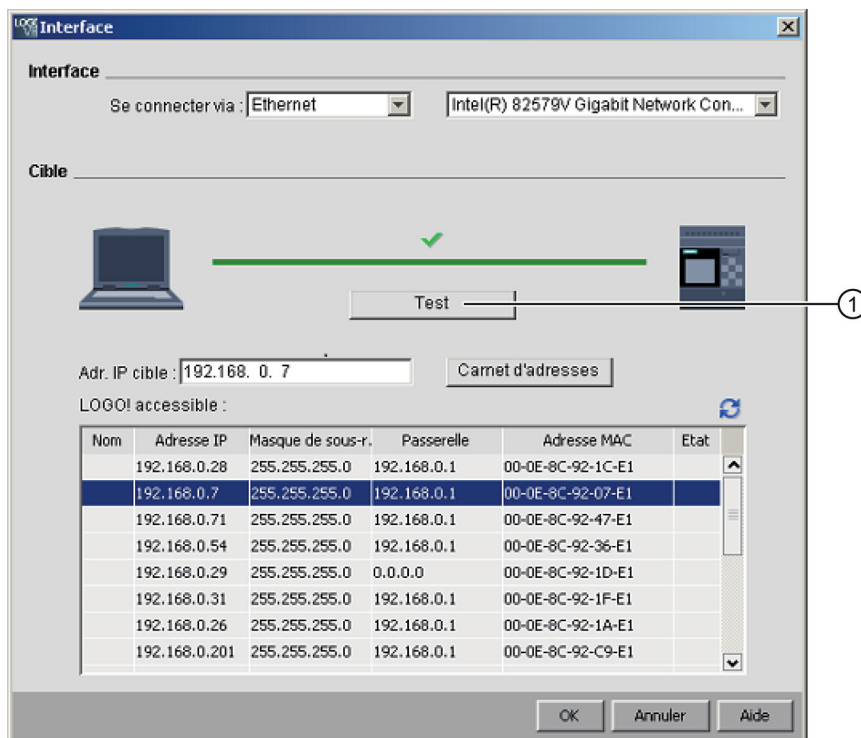 LOGO! Interface
Interface
Se connecter via : Ethernet Intel(R) 82579V Gigabit Network Con...
Cible
Test
1
Adr. IP cible : 192.168. 0. 7 Carnet d'adresses
LOGO! accessible :
Nom Adresse IP Masque de sous-r. Passerelle Adresse MAC Etat
192.168.0.28 255.255.255.0 192.168.0.1 00-0E-8C-92-1C-E1
192.168.0.7 255.255.255.0 192.168.0.1 00-0E-8C-92-07-E1
192.168.0.71 255.255.255.0 192.168.0.1 00-0E-8C-92-47-E1
192.168.0.54 255.255.255.0 192.168.0.1 00-0E-8C-92-36-E1
192.168.0.29 255.255.255.0 0.0.0.0 00-0E-8C-92-1D-E1
192.168.0.31 255.255.255.0 192.168.0.1 00-0E-8C-92-1F-E1
192.168.0.26 255.255.255.0 192.168.0.1 00-0E-8C-92-1A-E1
192.168.0.201 255.255.255.0 192.168.0.1 00-0E-8C-92-C9-E1
OK Annuler Aide